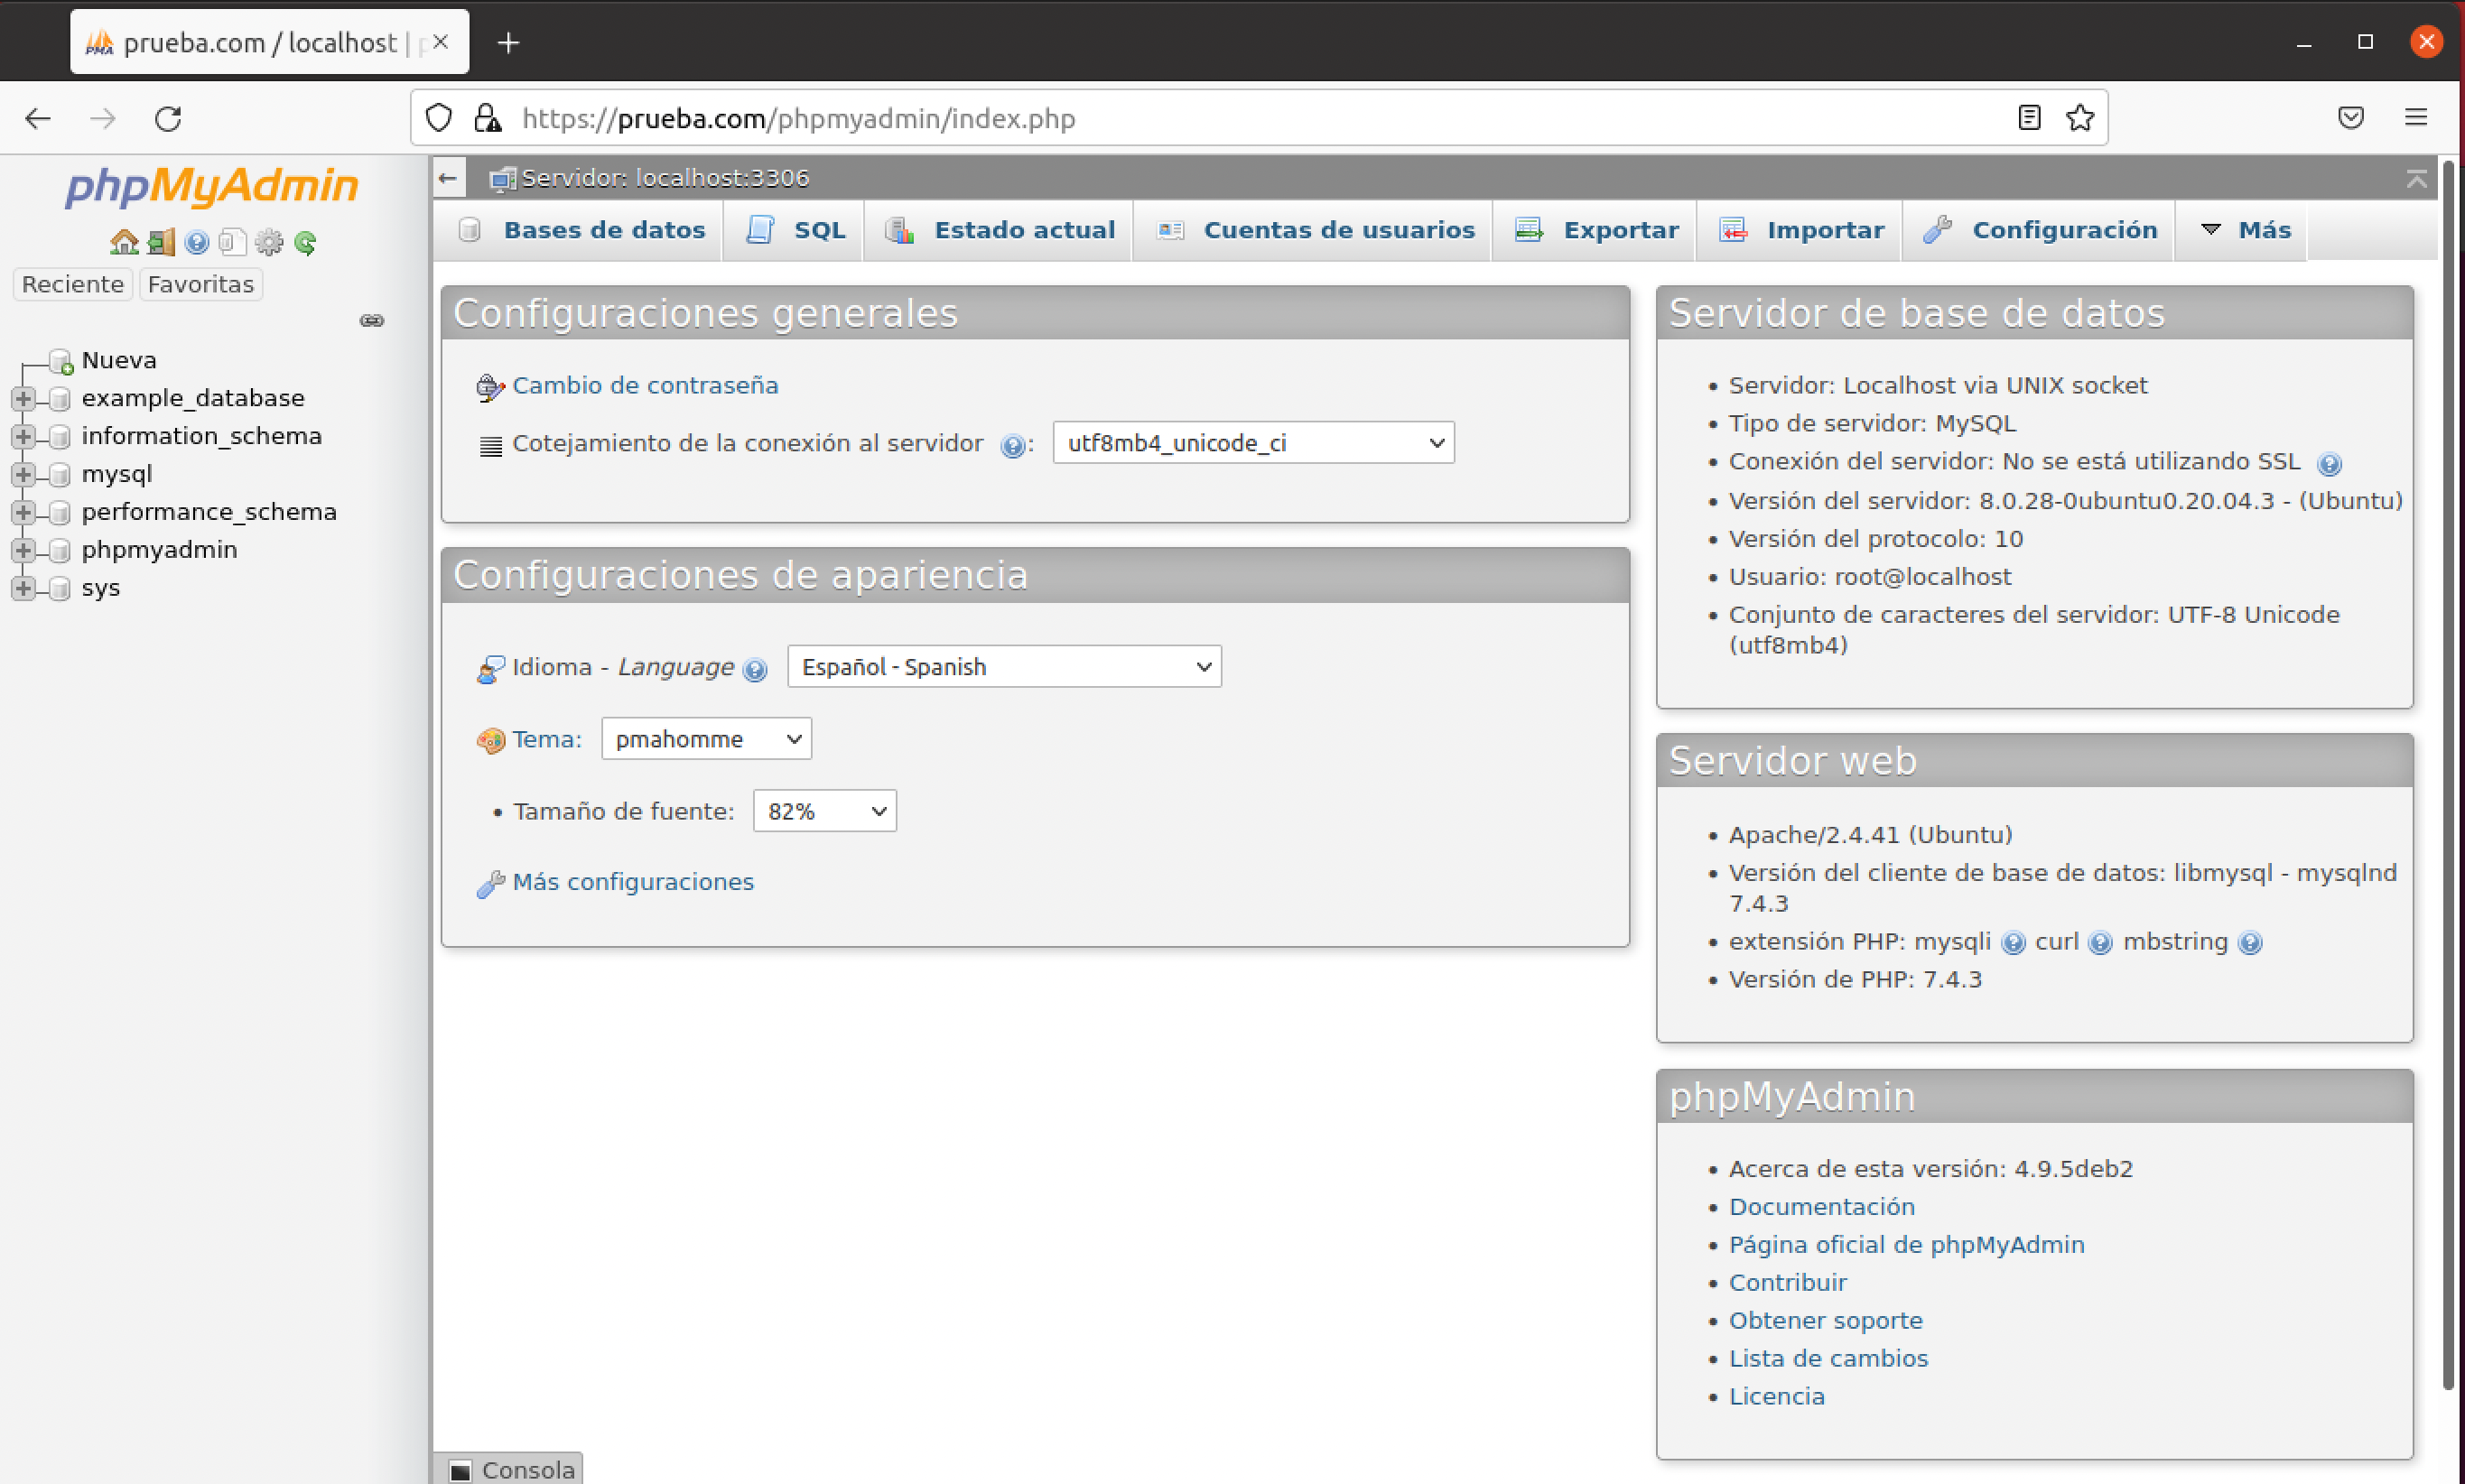 PMA prueba.com / localhost |
https://prueba.com/phpmyadmin/index.php
phpMyAdmin
Reciente Favoritas
Nueva
example_database
information_schema
mysql
performance_schema
phpmyadmin
sys
Servidor: localhost:3306
Bases de datos SQL Estado actual Cuentas de usuarios Exportar Importar Configuración Más
Configuraciones generales
Cambio de contraseña
Cotejamiento de la conexión al servidor : utf8mb4_unicode_ci
Configuraciones de apariencia
Idioma - Language Español - Spanish
Tema: pmahomme
• Tamaño de fuente: 82%
Más configuraciones
Servidor de base de datos
• Servidor: Localhost via UNIX socket
• Tipo de servidor: MySQL
• Conexión del servidor: No se está utilizando SSL
• Versión del servidor: 8.0.28-0ubuntu0.20.04.3 - (Ubuntu)
• Versión del protocolo: 10
• Usuario: root@localhost
• Conjunto de caracteres del servidor: UTF-8 Unicode
(utf8mb4)
Servidor web
• Apache/2.4.41 (Ubuntu)
• Versión del cliente de base de datos: libmysql - mysqlnd
7.4.3
• extensión PHP: mysqli curl mbstring
• Versión de PHP: 7.4.3
phpMyAdmin
• Acerca de esta versión: 4.9.5deb2
• Documentación
• Página oficial de phpMyAdmin
• Contribuir
• Obtener soporte
• Lista de cambios
• Licencia
Consola